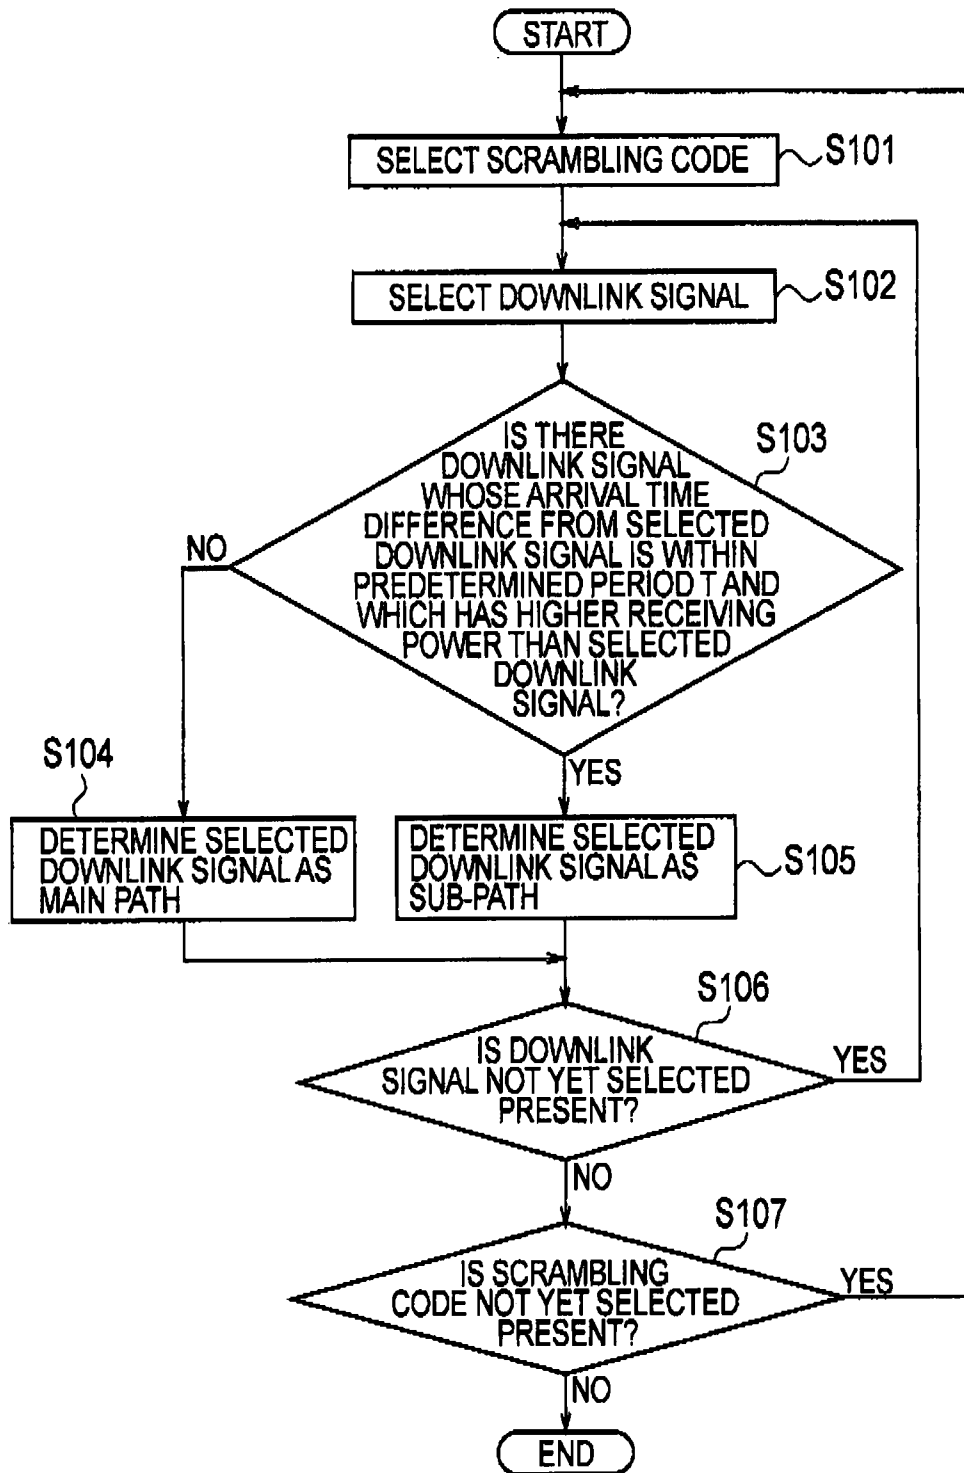 START
SELECT SCRAMBLING CODE
S101
SELECT DOWNLINK SIGNAL
S102
IS THERE
DOWNLINK SIGNAL
WHOSE ARRIVAL TIME
DIFFERENCE FROM SELECTED
DOWNLINK SIGNAL IS WITHIN
PREDETERMINED PERIOD T AND
WHICH HAS HIGHER RECEIVING
POWER THAN SELECTED
DOWNLINK
SIGNAL?
S103
NO
YES
S104
DETERMINE SELECTED
DOWNLINK SIGNAL AS
MAIN PATH
DETERMINE SELECTED
DOWNLINK SIGNAL AS
SUB-PATH
S105
S106
IS DOWNLINK
SIGNAL NOT YET SELECTED
PRESENT?
YES
NO
S107
IS SCRAMBLING
CODE NOT YET SELECTED
PRESENT?
YES
NO
END